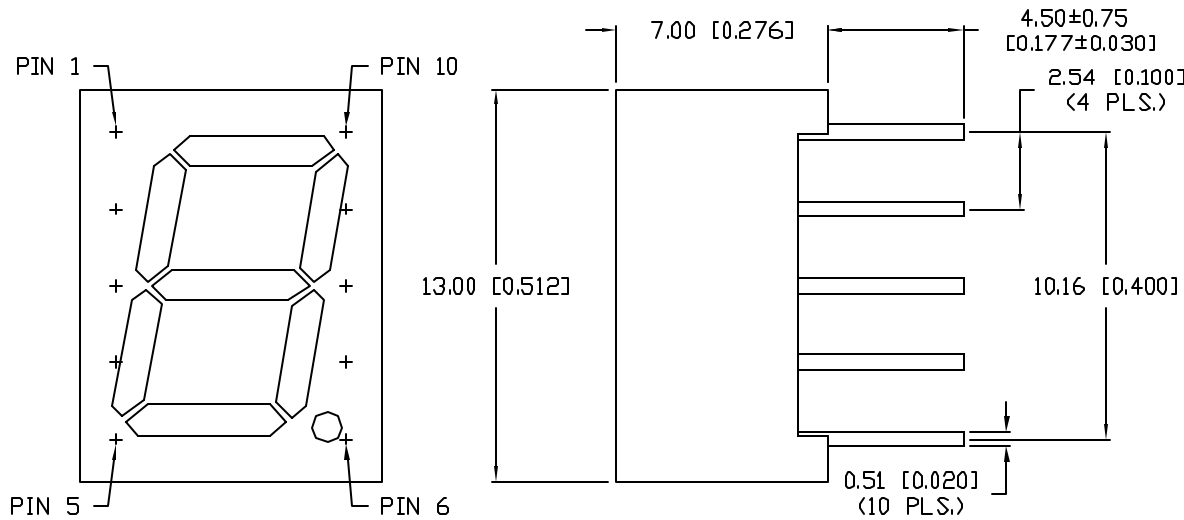 PIN 1
PIN 10
7.00 [0.276]
4.50±0.75
[0.177±0.030]
2.54 [0.100]
(4 PLS.)
13.00 [0.512]
10.16 [0.400]
0.51 [0.020]
(10 PLS.)
PIN 5
PIN 6